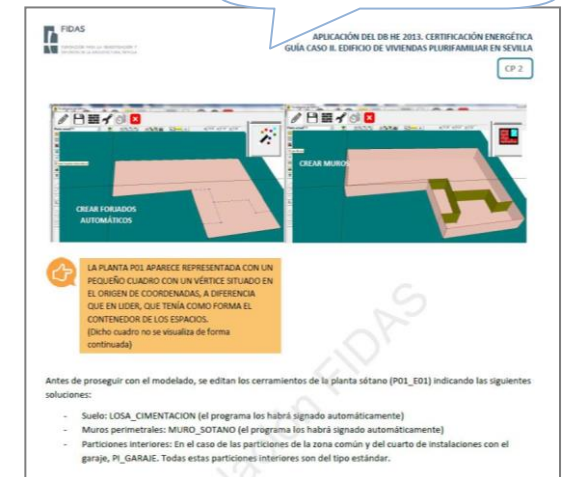 FIDAS
APLICACIÓN DEL DB HE 2013. CERTIFICACIÓN ENERGÉTICA
GUÍA CASO II. EDIFICIO DE VIVIENDAS PLURIFAMILIAR EN SEVILLA
CP 2
CREAR FORJADOS
AUTOMÁTICOS
CREAR MUROS
LA PLANTA P01 APARECE REPRESENTADA CON UN
PEQUEÑO CUADRO CON UN VÉRTICE SITUADO EN
EL ORIGEN DE COORDENADAS, A DIFERENCIA
QUE EN LIDER, QUE TENÍA COMO FORMA EL
CONTENEDOR DE LOS ESPACIOS.
(Dicho cuadro no se visualiza de forma
continuada)
Antes de proseguir con el modelado, se editan los cerramientos de la planta sótano (P01_E01) indicando las siguientes
soluciones:
- Suelo: LOSA_CIMENTACION (el programa los habrá signado automáticamente)
- Muros perimetrales: MURO_SOTANO (el programa los habrá signado automáticamente)
- Particiones interiores: En el caso de las particiones de la zona común y del cuarto de instalaciones con el
garaje, PI_GARAJE. Todas estas particiones interiores son del tipo estándar.
FIDAS